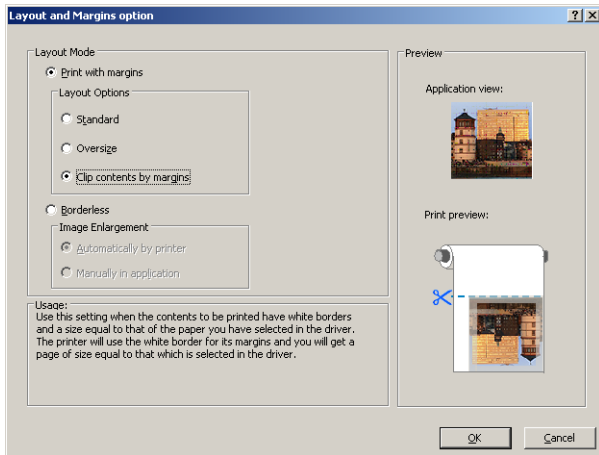 Layout and Margins option
Layout Mode
Print with margins
Layout Options
Standard
Oversize
Clip contents by margins
Borderless
Image Enlargement
Automatically by printer
Manually in application
Usage:
Use this setting when the contents to be printed have white borders
and a size equal to that of the paper you have selected in the driver.
The printer will use the white border for its margins and you will get a
page of size equal to that which is selected in the driver.
Preview
Application view:
Print preview:
OK
Cancel